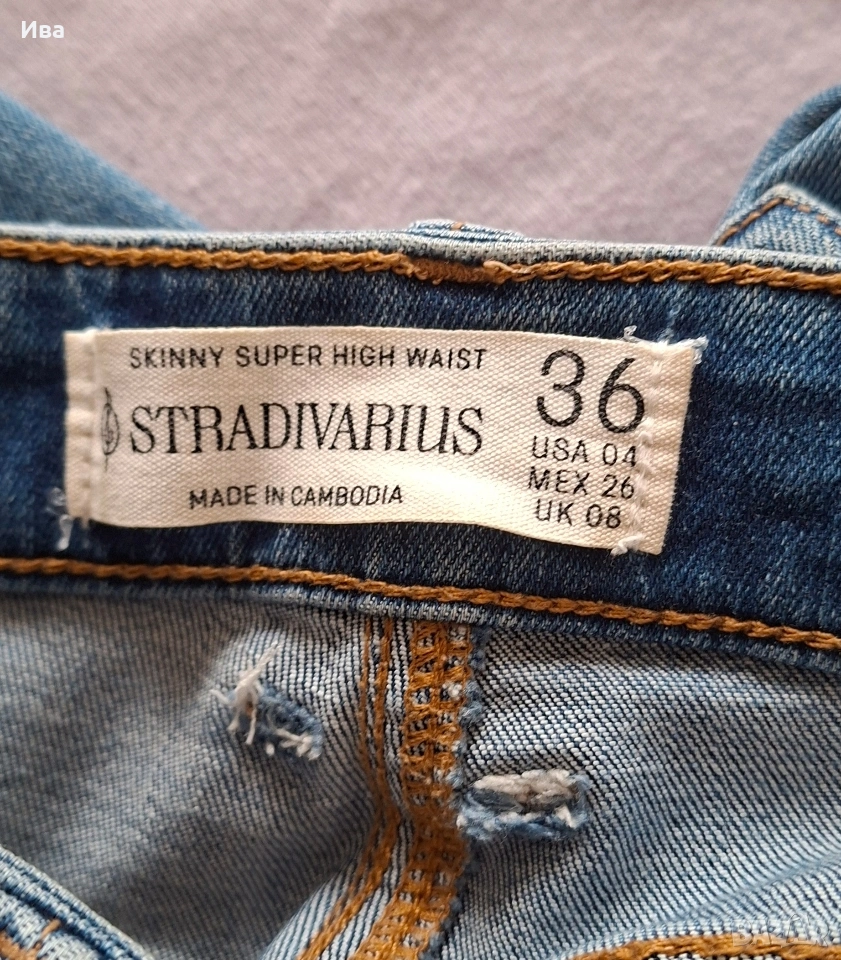 Ива
SKINNY SUPER HIGH WAIST
STRADIVARIUS
MADE IN CAMBODIA
36
USA 04
MEX 26
UK 08